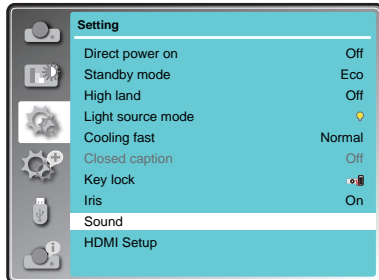 Setting
Direct power on Off
Standby mode Eco
High land Off
Light source mode
Cooling fast Normal
Closed caption Off
Key lock
Iris On
Sound
HDMI Setup